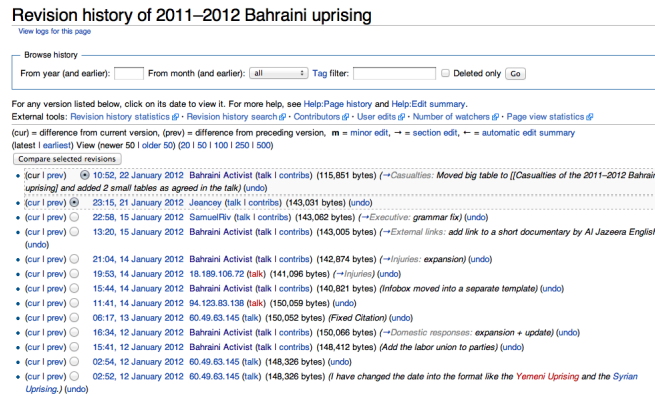 Revision history of 2011–2012 Bahraini uprising
View logs for this page
Browse history
From year (and earlier): From month (and earlier): all Tag filter: Deleted only Go
For any version listed below, click on its date to view it. For more help, see Help:Page history and Help:Edit summary.
External tools: Revision history statistics · Revision history search · Contributors · User edits · Number of watchers · Page view statistics
(cur) = difference from current version, (prev) = difference from preceding version, m = minor edit, → = section edit, ← = automatic edit summary
(latest | earliest) View (newer 50 | older 50) (20 | 50 | 100 | 250 | 500)
Compare selected revisions
(cur | prev) 10:52, 22 January 2012 Bahraini Activist (talk | contribs) (115,851 bytes) (→Casualties: Moved big table to [[Casualties of the 2011–2012 Bahrain
uprising] and added 2 small tables as agreed in the talk) (undo)
(cur | prev) 23:15, 21 January 2012 Jeancey (talk | contribs) (143,031 bytes) (undo)
(cur | prev) 22:58, 15 January 2012 SamuelRiv (talk | contribs) (143,062 bytes) (→Executive: grammar fix) (undo)
(cur | prev) 13:20, 15 January 2012 Bahraini Activist (talk | contribs) (143,005 bytes) (→External links: add link to a short documentary by Al Jazeera English
(undo)
(cur | prev) 21:04, 14 January 2012 Bahraini Activist (talk | contribs) (142,874 bytes) (→Injuries: expansion) (undo)
(cur | prev) 19:53, 14 January 2012 18.189.106.72 (talk) (141,096 bytes) (→Injuries) (undo)
(cur | prev) 15:44, 14 January 2012 Bahraini Activist (talk | contribs) (140,821 bytes) (Infobox moved into a separate template) (undo)
(cur | prev) 11:41, 14 January 2012 94.123.83.138 (talk) (150,059 bytes) (undo)
(cur | prev) 06:17, 13 January 2012 60.49.63.145 (talk) (150,052 bytes) (Fixed Citation) (undo)
(cur | prev) 16:34, 12 January 2012 Bahraini Activist (talk | contribs) (150,066 bytes) (→Domestic responses: expansion + update) (undo)
(cur | prev) 15:41, 12 January 2012 Bahraini Activist (talk | contribs) (148,412 bytes) (Add the labor union to parties) (undo)
(cur | prev) 02:54, 12 January 2012 60.49.63.145 (talk) (148,326 bytes) (undo)
(cur | prev) 02:52, 12 January 2012 60.49.63.145 (talk) (148,326 bytes) (I have changed the date into the format like the Yemeni Uprising and the Syrian
Uprising.) (undo)